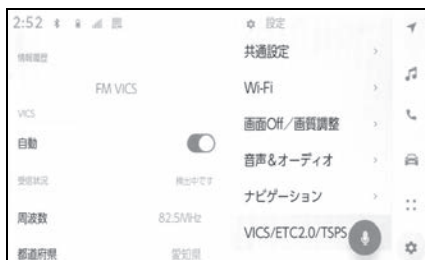 2:52
設定
情報履歴
FM VICS
VICS
自動
受信状況 検出中です
周波数 82.5MHz
都道府県 愛知県
共通設定
Wi-Fi
画面Off／画質調整
音声&オーディオ
ナビゲーション
VICS/ETC2.0/TSPS